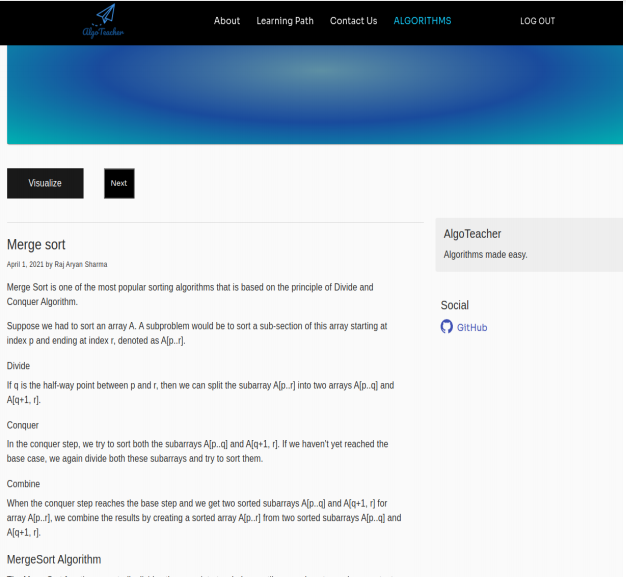 AlgoTeacher
About Learning Path Contact Us ALGORITHMS LOG OUT
Visualize Next
Merge sort
April 1, 2021 by Raj Aryan Sharma
Merge Sort is one of the most popular sorting algorithms that is based on the principle of Divide and
Conquer Algorithm.
Suppose we had to sort an array A. A subproblem would be to sort a sub-section of this array starting at
index p and ending at index r, denoted as A[p..r].
Divide
If q is the half-way point between p and r, then we can split the subarray A[p..r] into two arrays A[p..q] and
A[q+1, r].
Conquer
In the conquer step, we try to sort both the subarrays A[p..q] and A[q+1, r]. If we haven't yet reached the
base case, we again divide both these subarrays and try to sort them.
Combine
When the conquer step reaches the base step and we get two sorted subarrays A[p..q] and A[q+1, r] for
array A[p..r], we combine the results by creating a sorted array A[p..r] from two sorted subarrays A[p..q] and
A[q+1, r].
MergeSort Algorithm
AlgoTeacher
Algorithms made easy.
Social
GitHub